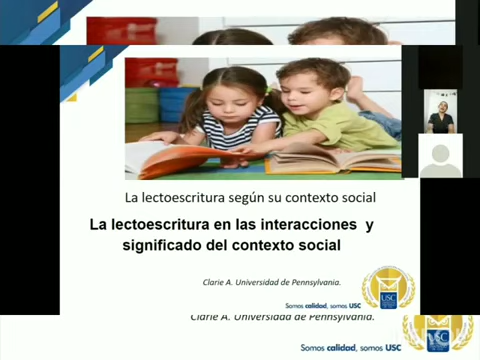 La lectoescritura según su contexto social
La lectoescritura en las interacciones y
significado del contexto social
Clarie A. Universidad de Pennsylvania.
Somos calidad, somos USC
USC
Clarie A. Universidad de Pennsylvania.
Somos calidad, somos USC